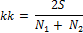 kk = 2S / (N₁ + N₂)